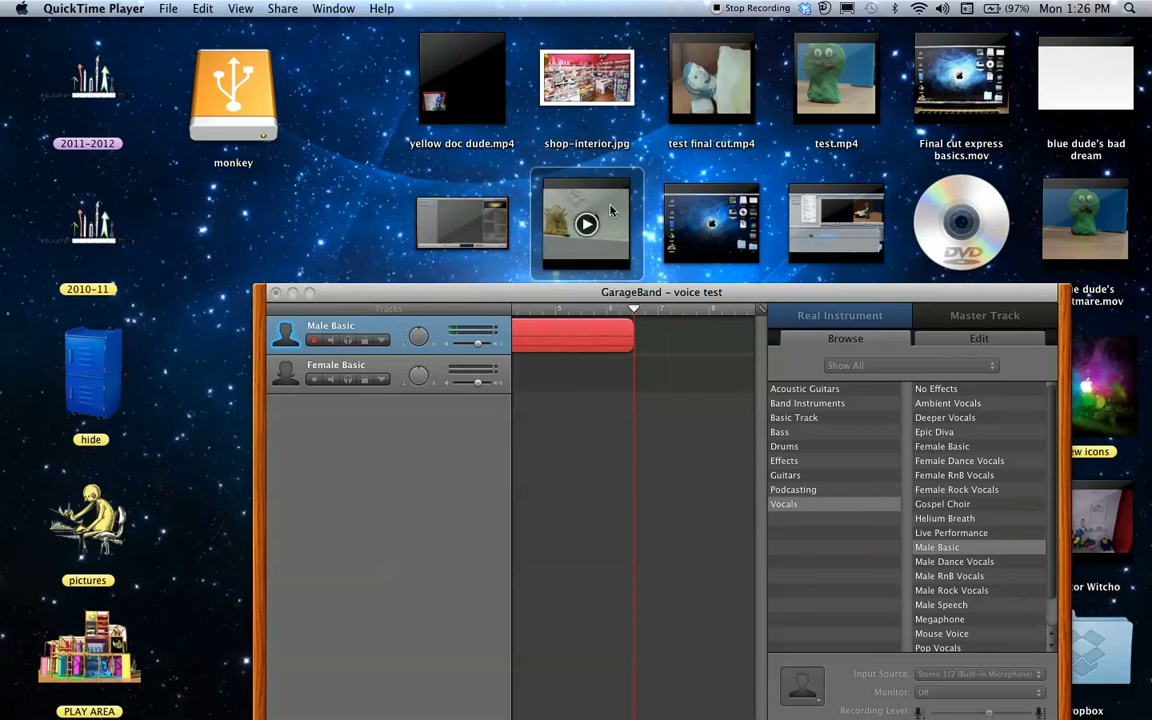 QuickTime Player File Edit View Share Window Help
Stop Recording (97%) Mon 1:26 PM
2011-2012
monkey
yellow doc dude.mp4
shop-interior.jpg
test final cut.mp4
test.mp4
Final cut express
basics.mov
blue dude's bad
dream
DVD
2010-11
GarageBand – voice test
Tracks
5 6 7 8
Real Instrument
Master Track
Male Basic
Browse
Edit
Show All
Female Basic
Acoustic Guitars
Band Instruments
Basic Track
Bass
Drums
Effects
Guitars
Podcasting
Vocals
No Effects
Ambient Vocals
Deeper Vocals
Epic Diva
Female Basic
Female Dance Vocals
Female RnB Vocals
Female Rock Vocals
Gospel Choir
Helium Breath
Live Performance
Male Basic
Male Dance Vocals
Male RnB Vocals
Male Rock Vocals
Male Speech
Megaphone
Mouse Voice
Pop Vocals
Input Source: Stereo 1/2 (Built-in Microphone)
Monitor: Off
Recording Level:
hide
pictures
PLAY AREA
e dude's
tmare.mov
ew icons
tor Witcho
opbox